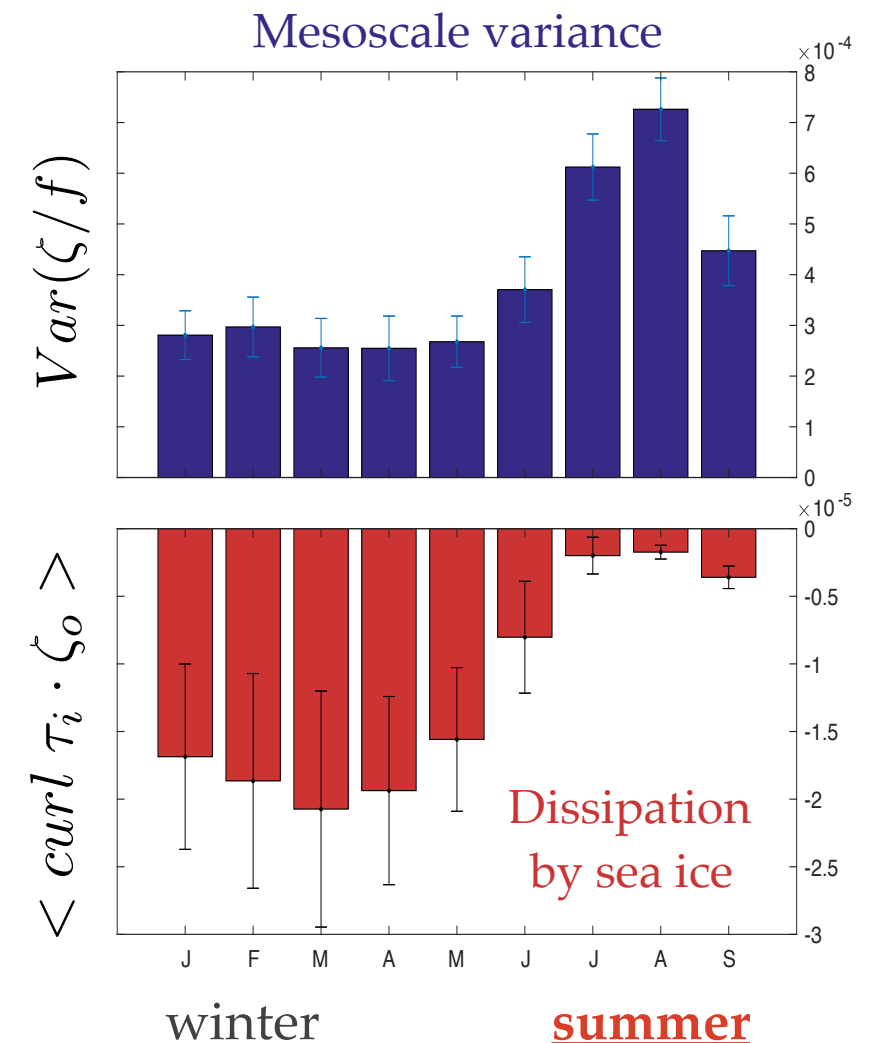 Mesoscale variance
×10⁻⁴
8
7
6
5
4
3
2
1
0
Var(ζ/f)
×10⁻⁵
0
-0.5
-1
-1.5
-2
-2.5
-3
< curl τᵢ · ζₒ >
Dissipation
by sea ice
J F M A M J J A S
winter summer